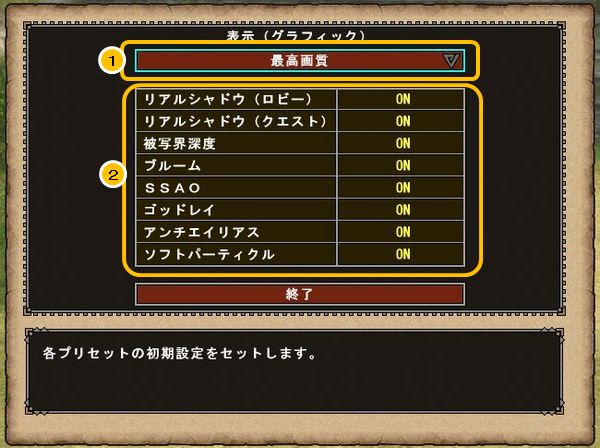 表示（グラフィック）
1
最高画質
2
リアルシャドウ（ロビー） ON
リアルシャドウ（クエスト） ON
被写界深度 ON
ブルーム ON
ＳＳＡＯ ON
ゴッドレイ ON
アンチエイリアス ON
ソフトパーティクル ON
終了
各プリセットの初期設定をセットします。